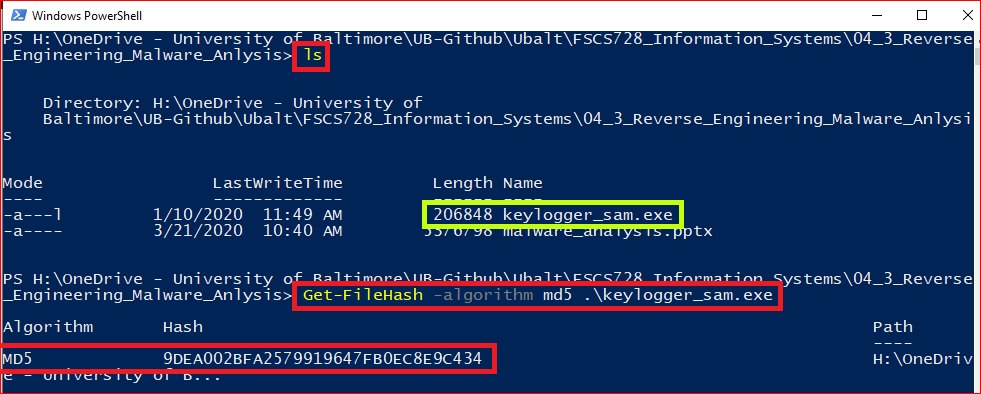 Windows PowerShell
PS H:\OneDrive - University of Baltimore\UB-Github\Ubalt\FSCS728_Information_Systems\04_3_Reverse
_Engineering_Malware_Anlysis> ls
Directory: H:\OneDrive - University of
Baltimore\UB-Github\Ubalt\FSCS728_Information_Systems\04_3_Reverse_Engineering_Malware_Anlysi
s
Mode LastWriteTime Length Name
---- ------------- ------ ----
-a---l 1/10/2020 11:49 AM 206848 keylogger_sam.exe
-a---- 3/21/2020 10:40 AM 5376798 malware_analysis.pptx
PS H:\OneDrive - University of Baltimore\UB-Github\Ubalt\FSCS728_Information_Systems\04_3_Reverse
_Engineering_Malware_Anlysis> Get-FileHash -algorithm md5 .\keylogger_sam.exe
Algorithm Hash Path
----
MD5 9DEA002BFA2579919647FB0EC8E9C434 H:\OneDriv
e - University of B...